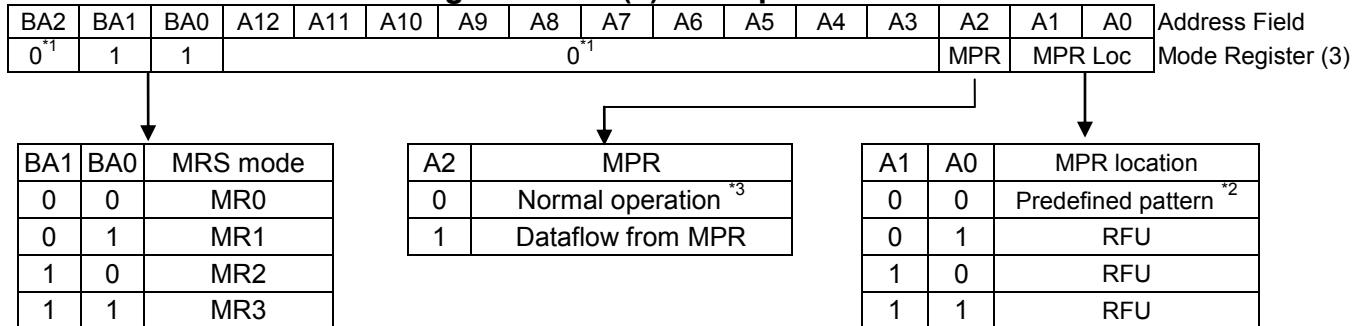 BA2 BA1 BA0 A12 A11 A10 A9 A8 A7 A6 A5 A4 A3 A2 A1 A0 Address Field
0*1 1 1 0*1 MPR MPR Loc Mode Register (3)
BA1 BA0 MRS mode A2 MPR A1 A0 MPR location
0 0 MR0 0 Normal operation *3 0 0 Predefined pattern *2
0 1 MR1 1 Dataflow from MPR 0 1 RFU
1 0 MR2 1 0 RFU
1 1 MR3 1 1 RFU